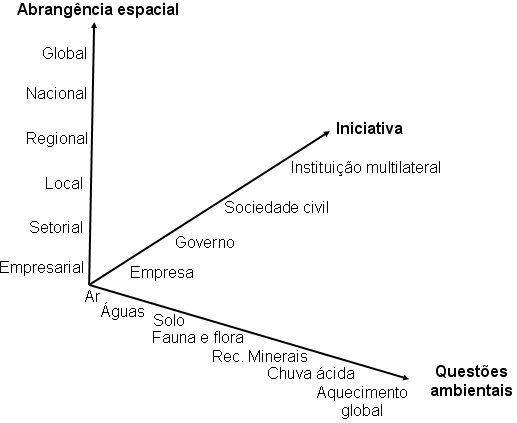 Abrangência espacial
Global
Nacional
Regional
Local
Setorial
Empresarial
Iniciativa
Instituição multilateral
Sociedade civil
Governo
Empresa
Ar
Águas
Solo
Fauna e flora
Rec. Minerais
Chuva ácida
Aquecimento
global
Questões
ambientais